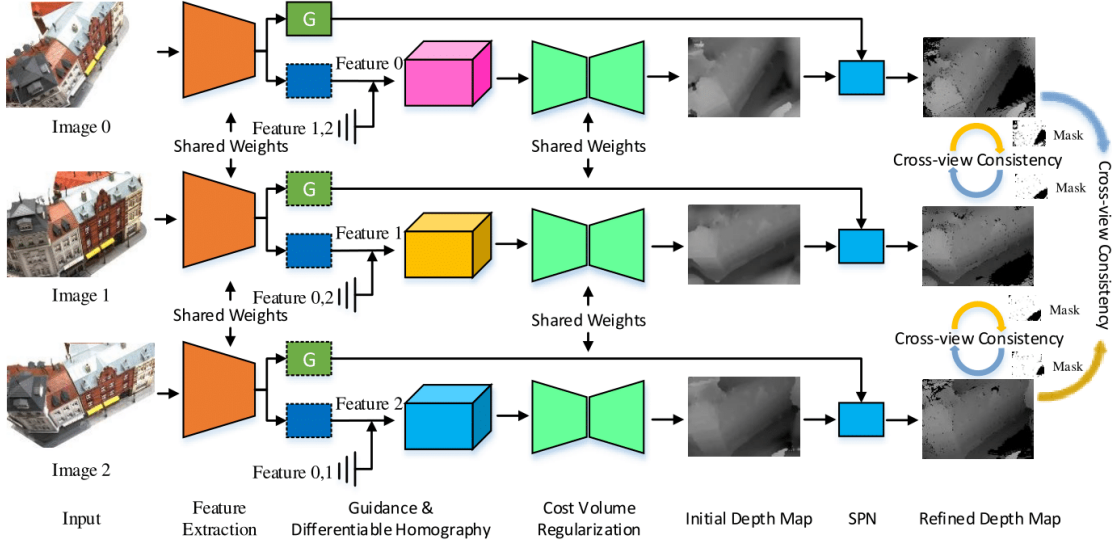 G
Feature 0
Image 0
Feature 1,2
Mask
Shared Weights
Shared Weights
Cross-view Consistency
Mask
G
Feature 1
Image 1
Feature 0,2
Cross-view Consistency
Mask
Shared Weights
Shared Weights
Cross-view Consistency
Mask
G
Feature 2
Image 2
Feature 0,1
Input
Feature
Extraction
Guidance &
Differentiable Homography
Cost Volume
Regularization
Initial Depth Map
SPN
Refined Depth Map